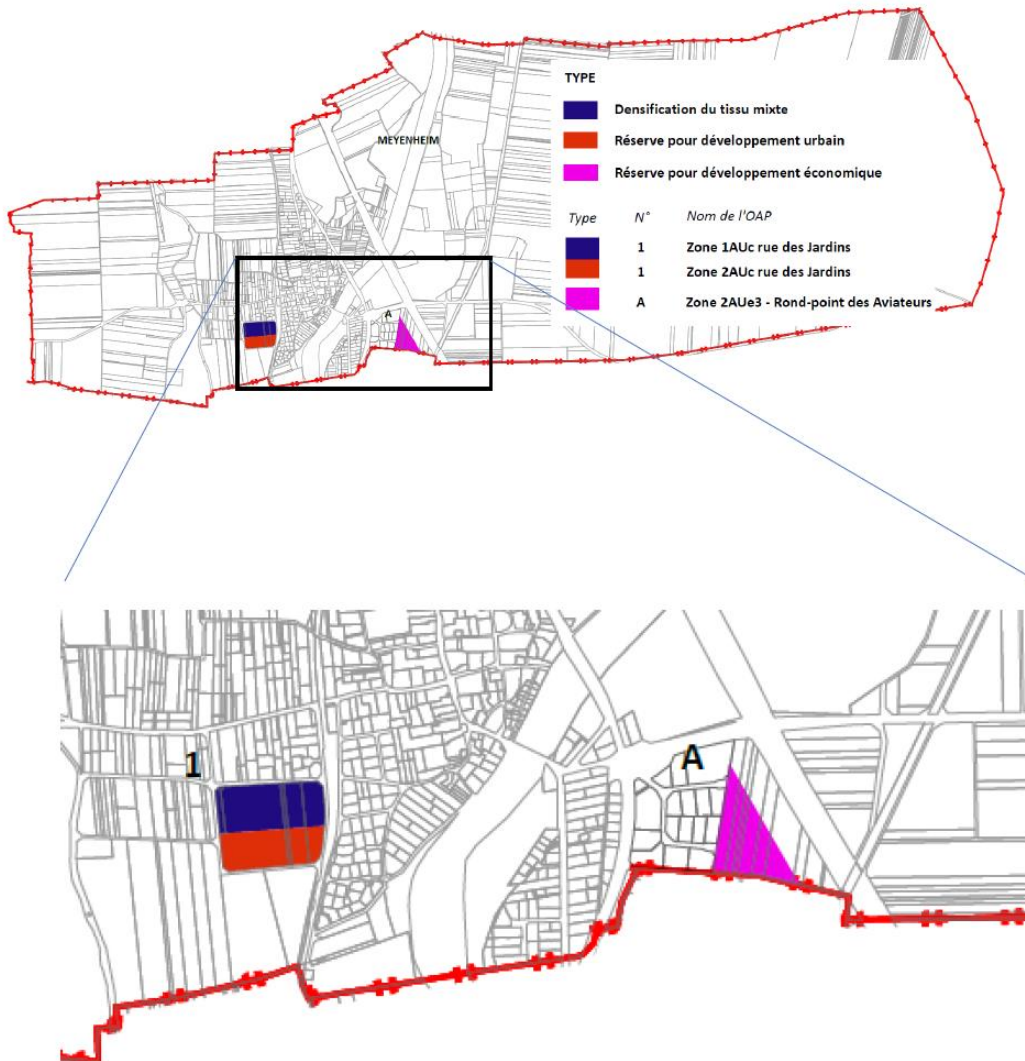 TYPE
Densification du tissu mixte
MEYENHEIM
Réserve pour développement urbain
Réserve pour développement économique
Type N° Nom de l'OAP
1 Zone 1AUc rue des Jardins
1 Zone 2AUc rue des Jardins
A Zone 2AUe3 - Rond-point des Aviateurs
A
1
A